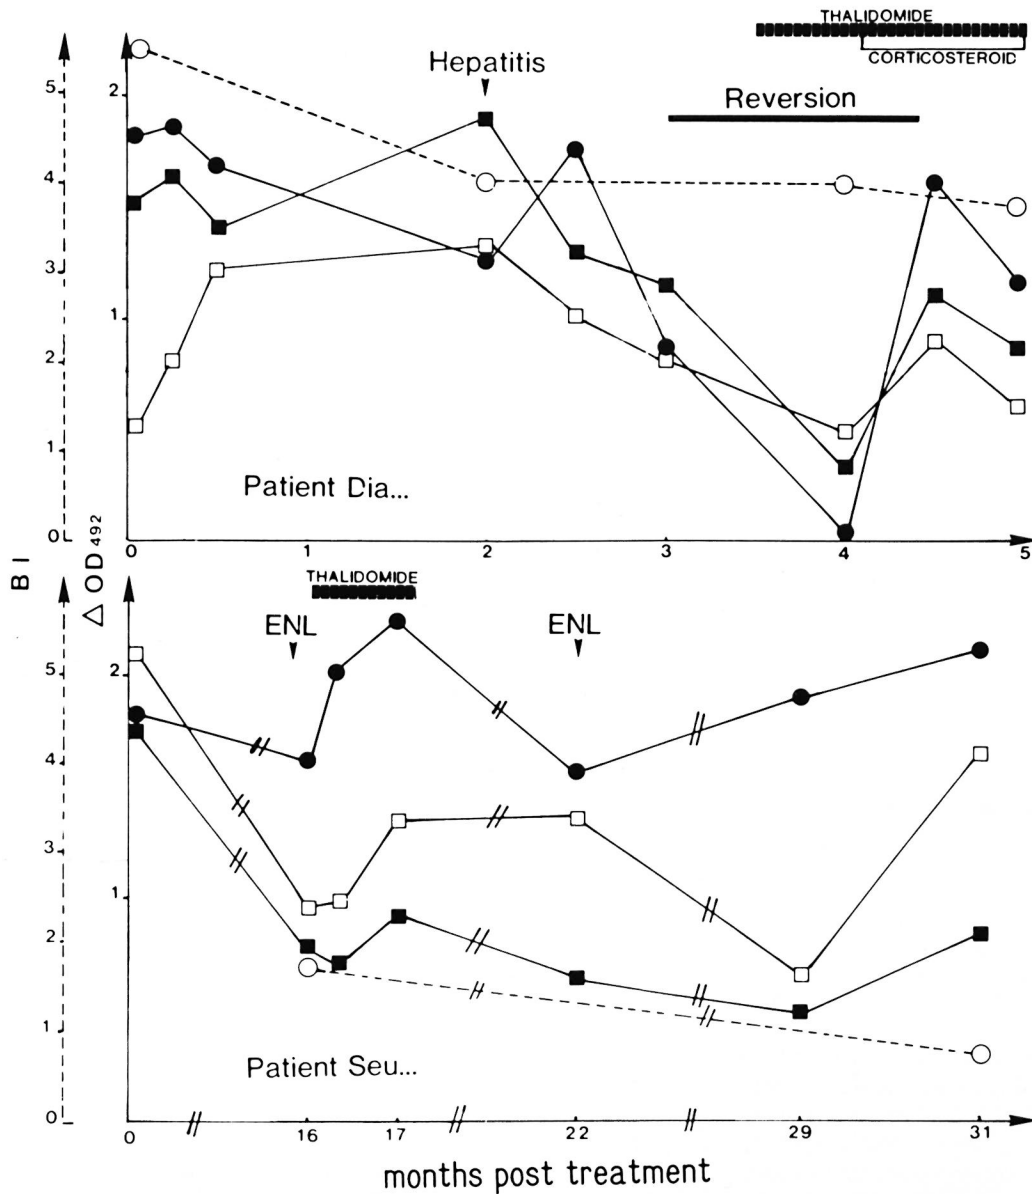 THALIDOMIDE
CORTICOSTEROID
Hepatitis
Reversion
5
4
3
2
1
0
2
1
Patient Dia...
0 1 2 3 4 5
BI
Δ OD492
THALIDOMIDE
ENL
ENL
5
4
3
2
1
0
2
1
Patient Seu...
0 16 17 22 29 31
months post treatment